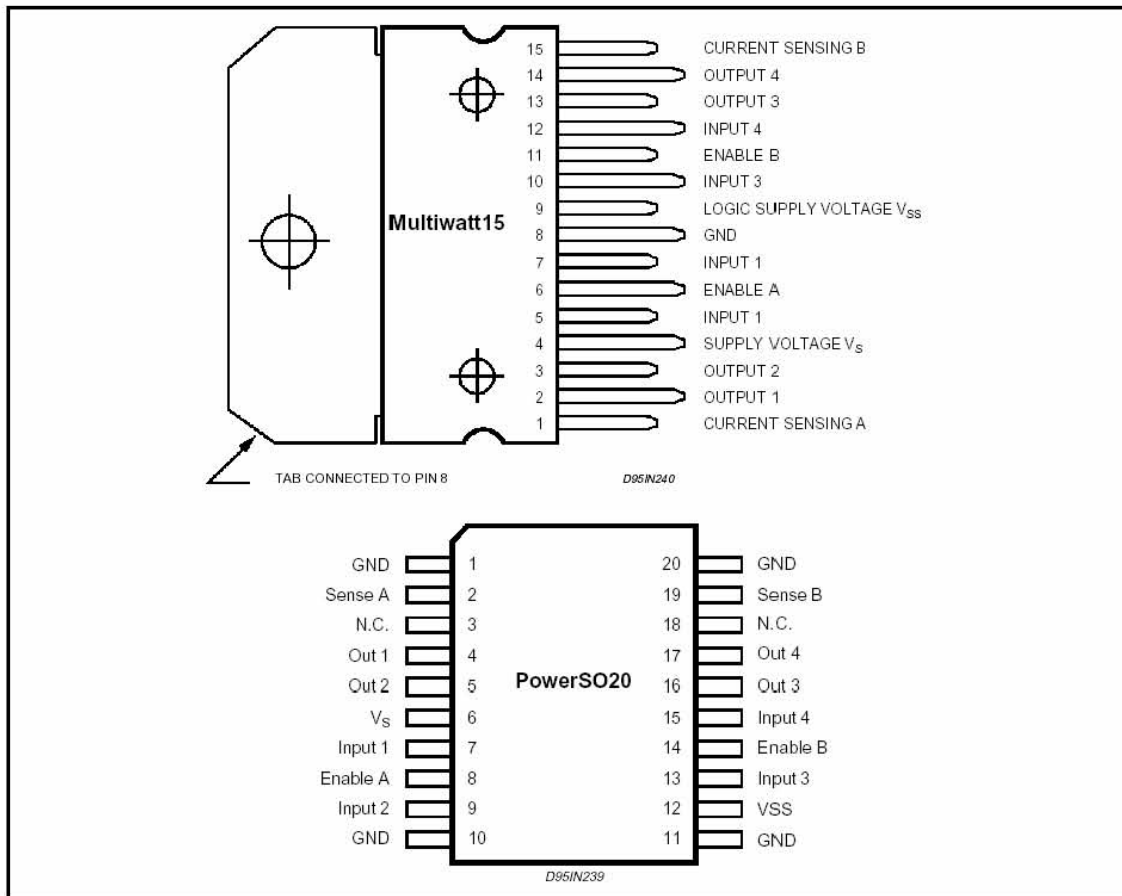 15 CURRENT SENSING B
14 OUTPUT 4
13 OUTPUT 3
12 INPUT 4
11 ENABLE B
10 INPUT 3
9 LOGIC SUPPLY VOLTAGE VSS
Multiwatt15
8 GND
7 INPUT 1
6 ENABLE A
5 INPUT 1
4 SUPPLY VOLTAGE VS
3 OUTPUT 2
2 OUTPUT 1
1 CURRENT SENSING A
TAB CONNECTED TO PIN 8
D95IN240
GND 1 20 GND
Sense A 2 19 Sense B
N.C. 3 18 N.C.
Out 1 4 17 Out 4
Out 2 5 PowerSO20 16 Out 3
VS 6 15 Input 4
Input 1 7 14 Enable B
Enable A 8 13 Input 3
Input 2 9 12 VSS
GND 10 11 GND
D95IN239